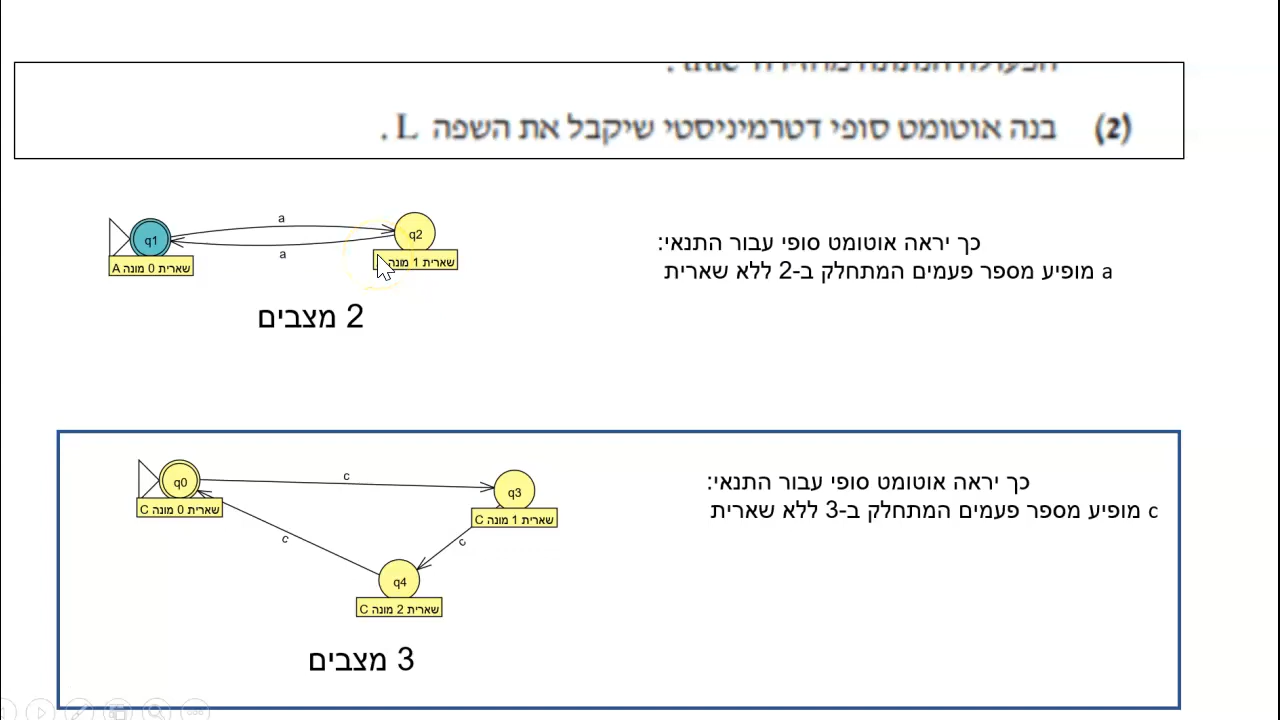 (2) בנה אוטומט סופי דטרמיניסטי שיקבל את השפה L .
כך יראה אוטומט סופי עבור התנאי:
a מופיע מספר פעמים המתחלק ב-2 ללא שארית
a
q1
q2
a
שארית 0 מונה A
שארית 1 מונה
2 מצבים
כך יראה אוטומט סופי עבור התנאי:
c מופיע מספר פעמים המתחלק ב-3 ללא שארית
q0
c
q3
שארית 0 מונה C
שארית 1 מונה C
c
c
q4
שארית 2 מונה C
3 מצבים